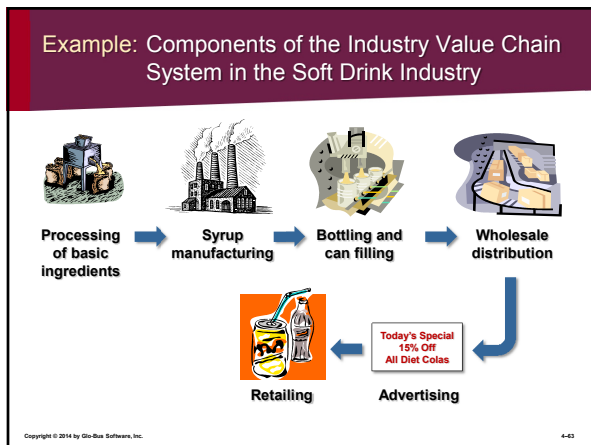 Example: Components of the Industry Value Chain
System in the Soft Drink Industry
Processing
of basic
ingredients
Syrup
manufacturing
Bottling and
can filling
Wholesale
distribution
Today's Special
15% Off
All Diet Colas
Advertising
Retailing
Copyright © 2014 by Glo-Bus Software, Inc.
4–63